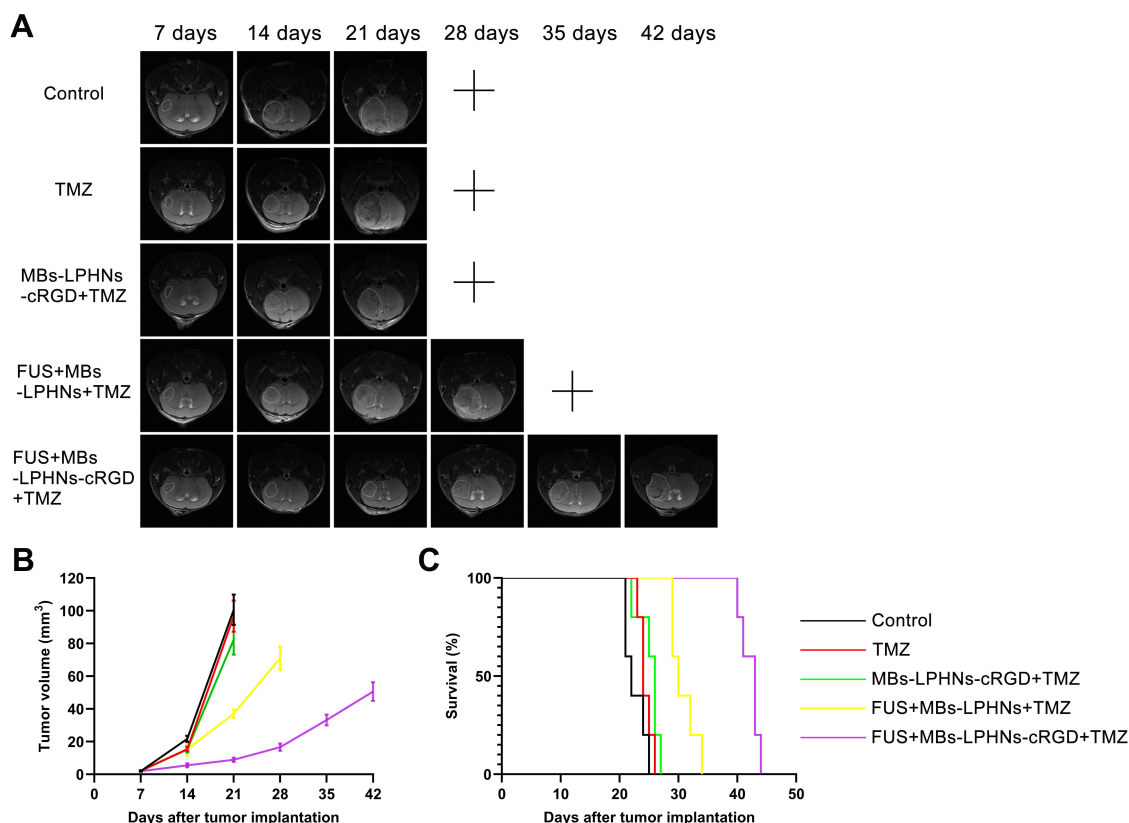 A
7 days 14 days 21 days 28 days 35 days 42 days
Control
TMZ
MBs-LPHNs
-cRGD+TMZ
FUS+MBs
-LPHNs+TMZ
FUS+MBs
-LPHNs-cRGD
+TMZ
B
Tumor volume (mm³)
120
100
80
60
40
20
0
0 7 14 21 28 35 42
Days after tumor implantation
C
Survival (%)
100
50
0
0 10 20 30 40 50
Days after tumor implantation
Control
TMZ
MBs-LPHNs-cRGD+TMZ
FUS+MBs-LPHNs+TMZ
FUS+MBs-LPHNs-cRGD+TMZ